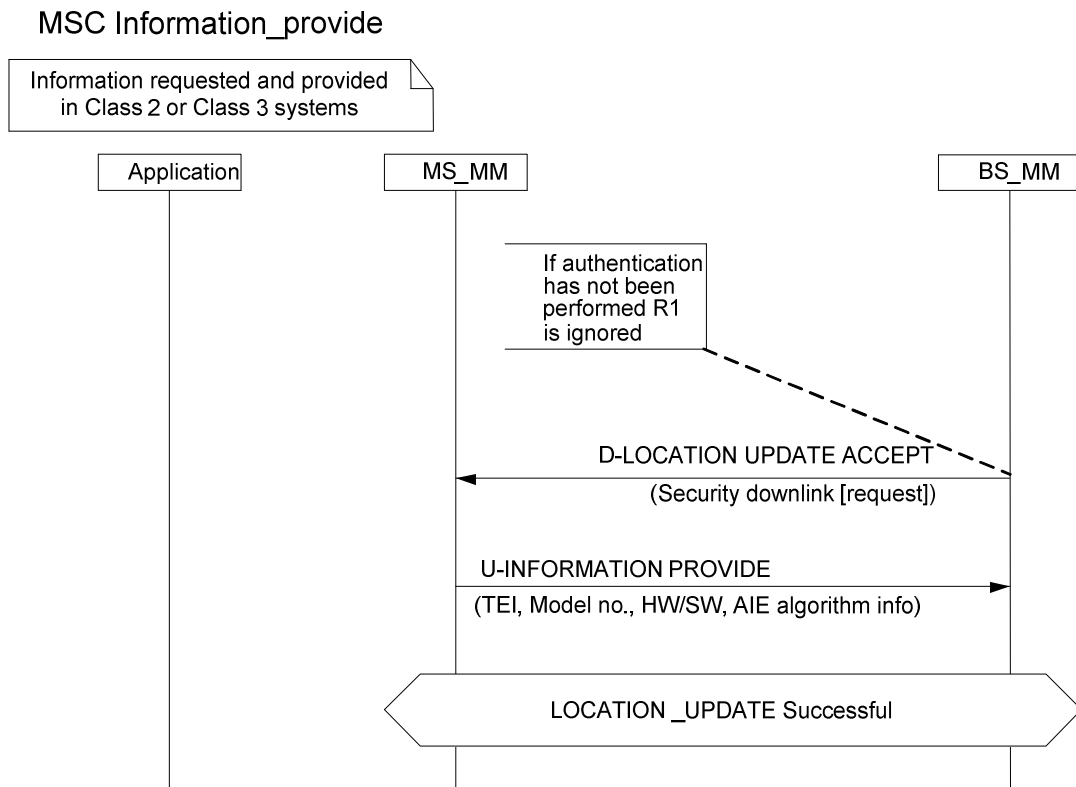 MSC Information_provide
Information requested and provided
in Class 2 or Class 3 systems
Application
MS_MM
BS_MM
If authentication
has not been
performed R1
is ignored
D-LOCATION UPDATE ACCEPT
(Security downlink [request])
U-INFORMATION PROVIDE
(TEI, Model no., HW/SW, AIE algorithm info)
LOCATION _UPDATE Successful